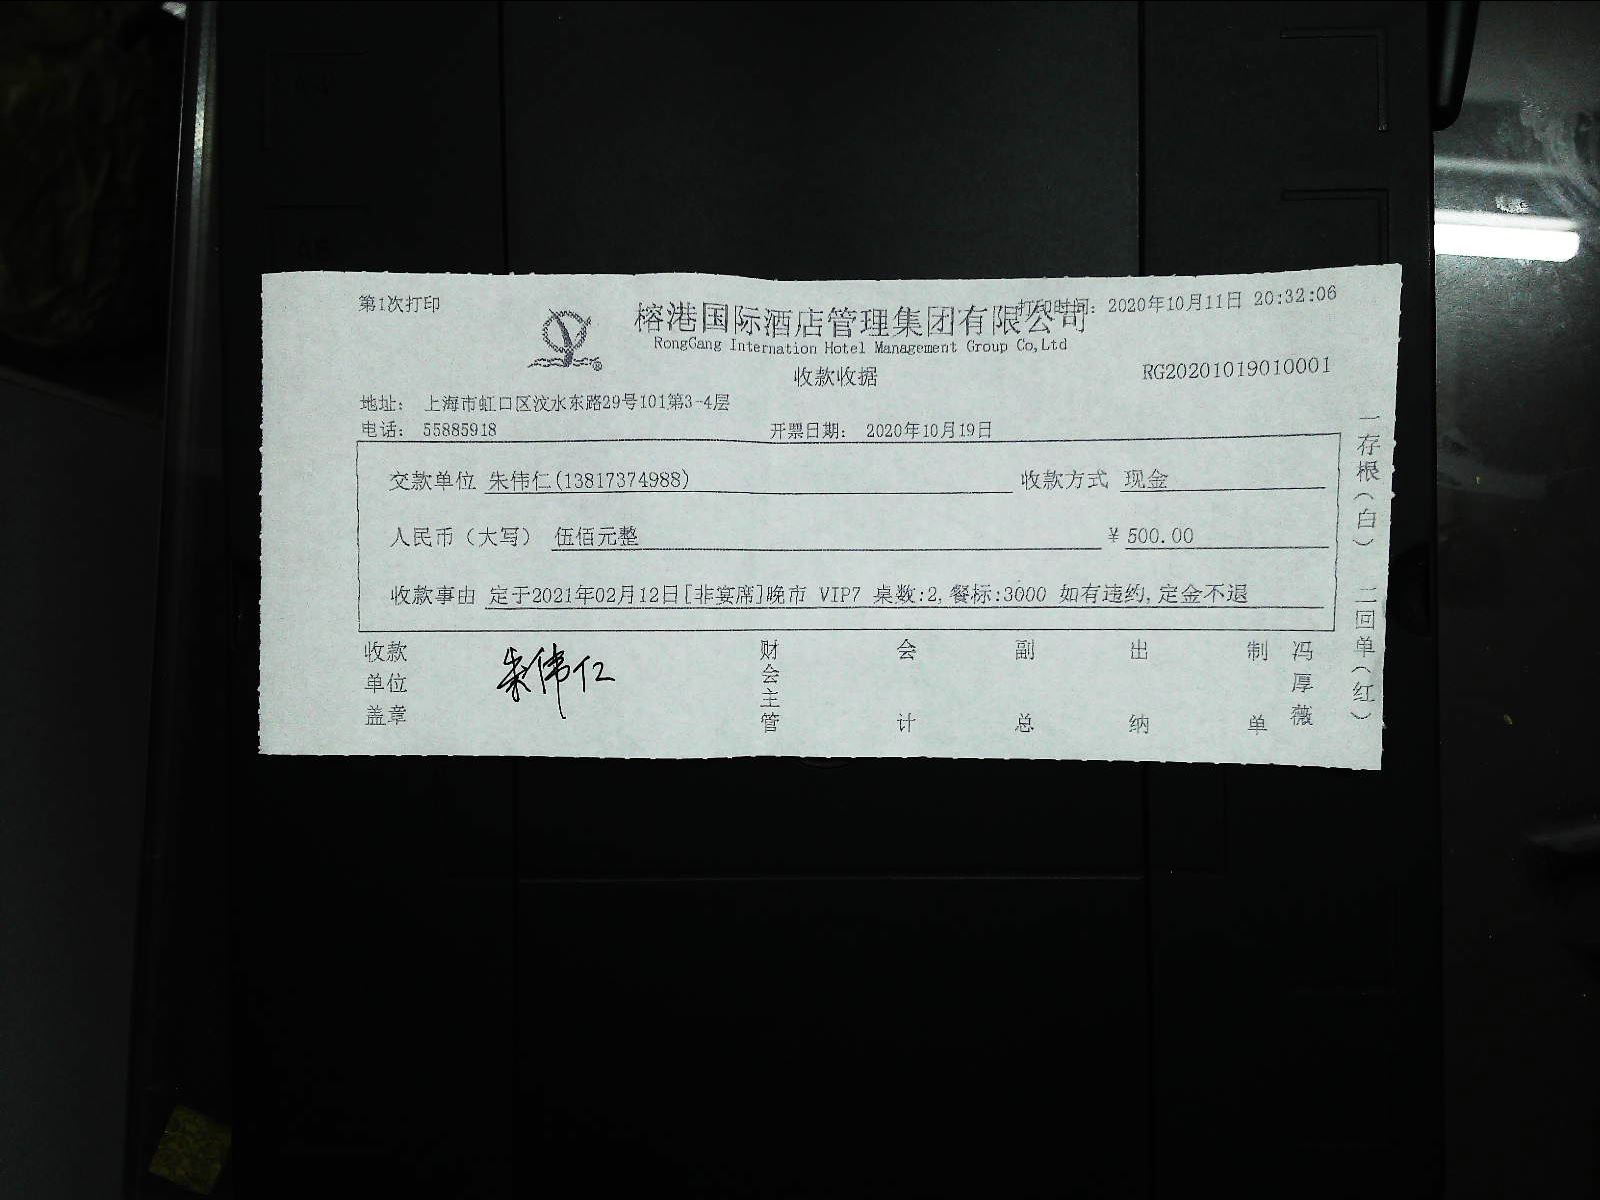 第1次打印
打印时间：2020年10月11日 20:32:06
榕港国际酒店管理集团有限公司
RongGang Internation Hotel Management Group Co,Ltd
收款收据
RG20201019010001
地址： 上海市虹口区汶水东路29号101第3-4层
电话： 55885918 开票日期： 2020年10月19日
交款单位 朱伟仁(13817374988) 收款方式 现金
人民币（大写） 伍佰元整 ¥ 500.00
收款事由 定于2021年02月12日[非宴席]晚市 VIP7 桌数:2,餐标:3000 如有违约,定金不退
收款单位盖章 朱伟仁 财会主管 会计 副总 出纳 制单 冯厚薇
一存根（白） 二回单（红）